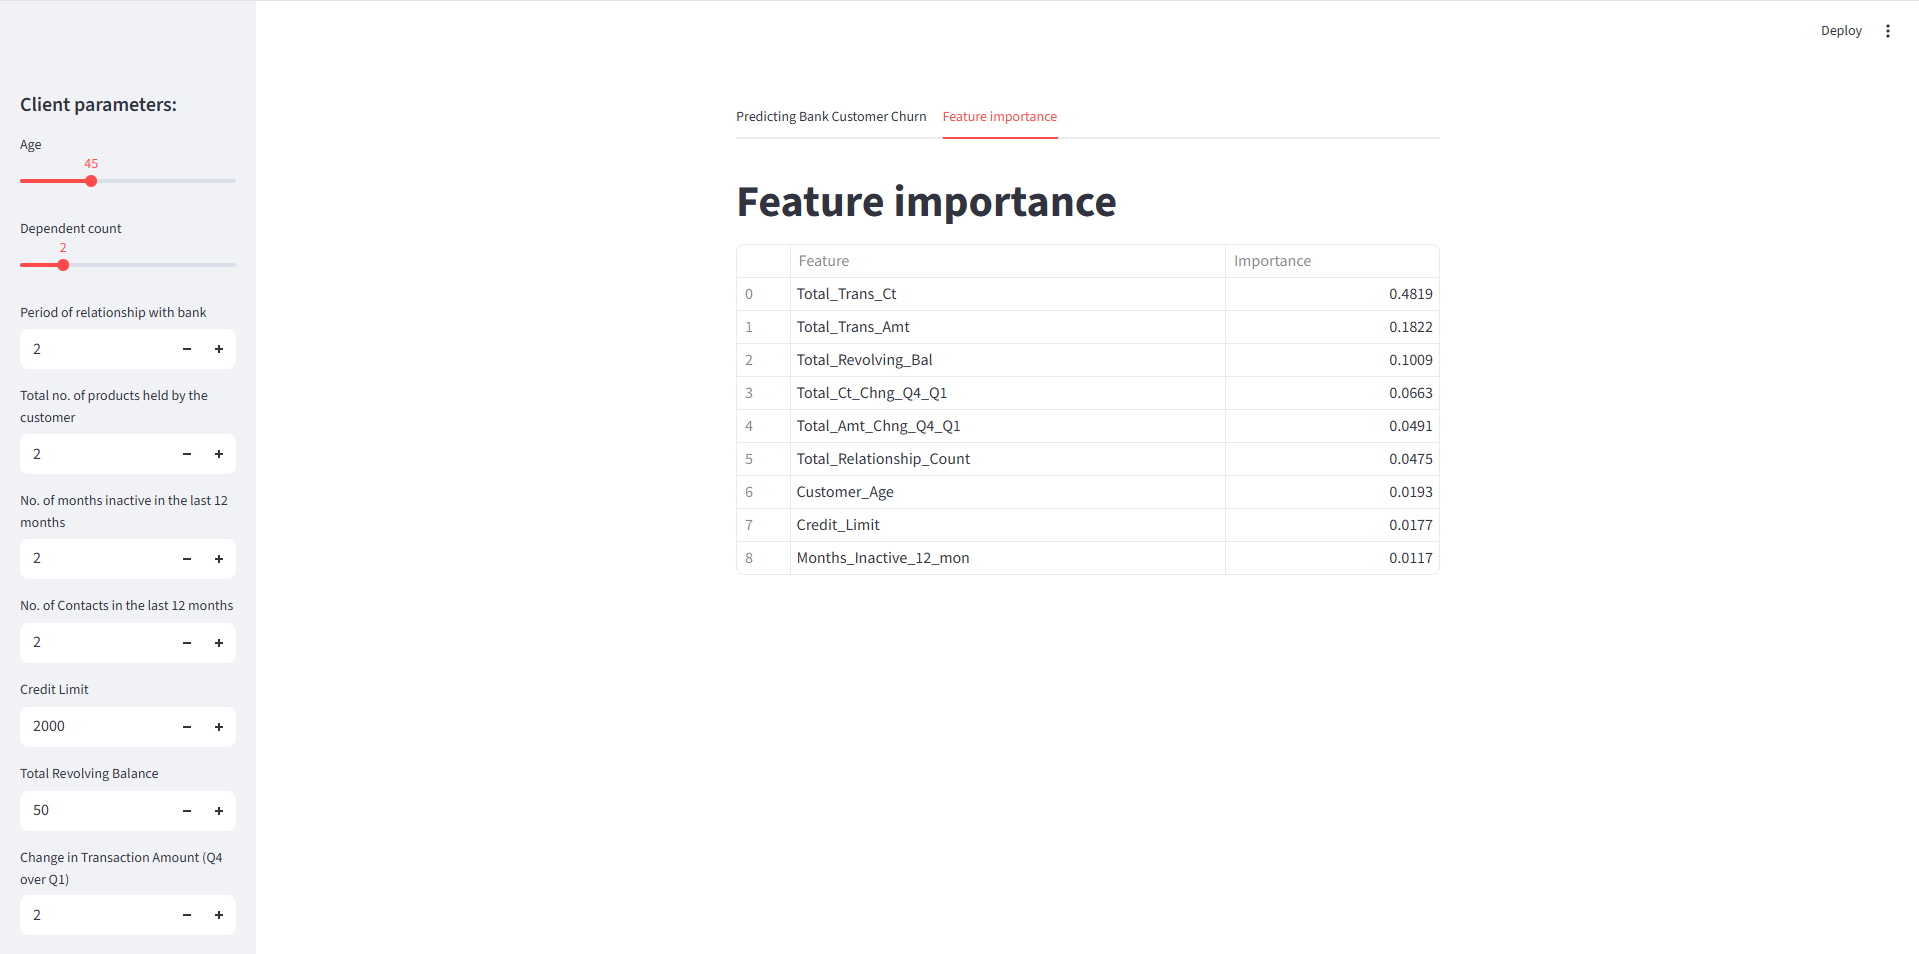 Deploy
Client parameters:
Age
45
Dependent count
2
Period of relationship with bank
2
Total no. of products held by the
customer
2
No. of months inactive in the last 12
months
2
No. of Contacts in the last 12 months
2
Credit Limit
2000
Total Revolving Balance
50
Change in Transaction Amount (Q4
over Q1)
2
Predicting Bank Customer Churn Feature importance
Feature importance
Feature Importance
0 Total_Trans_Ct 0.4819
1 Total_Trans_Amt 0.1822
2 Total_Revolving_Bal 0.1009
3 Total_Ct_Chng_Q4_Q1 0.0663
4 Total_Amt_Chng_Q4_Q1 0.0491
5 Total_Relationship_Count 0.0475
6 Customer_Age 0.0193
7 Credit_Limit 0.0177
8 Months_Inactive_12_mon 0.0117